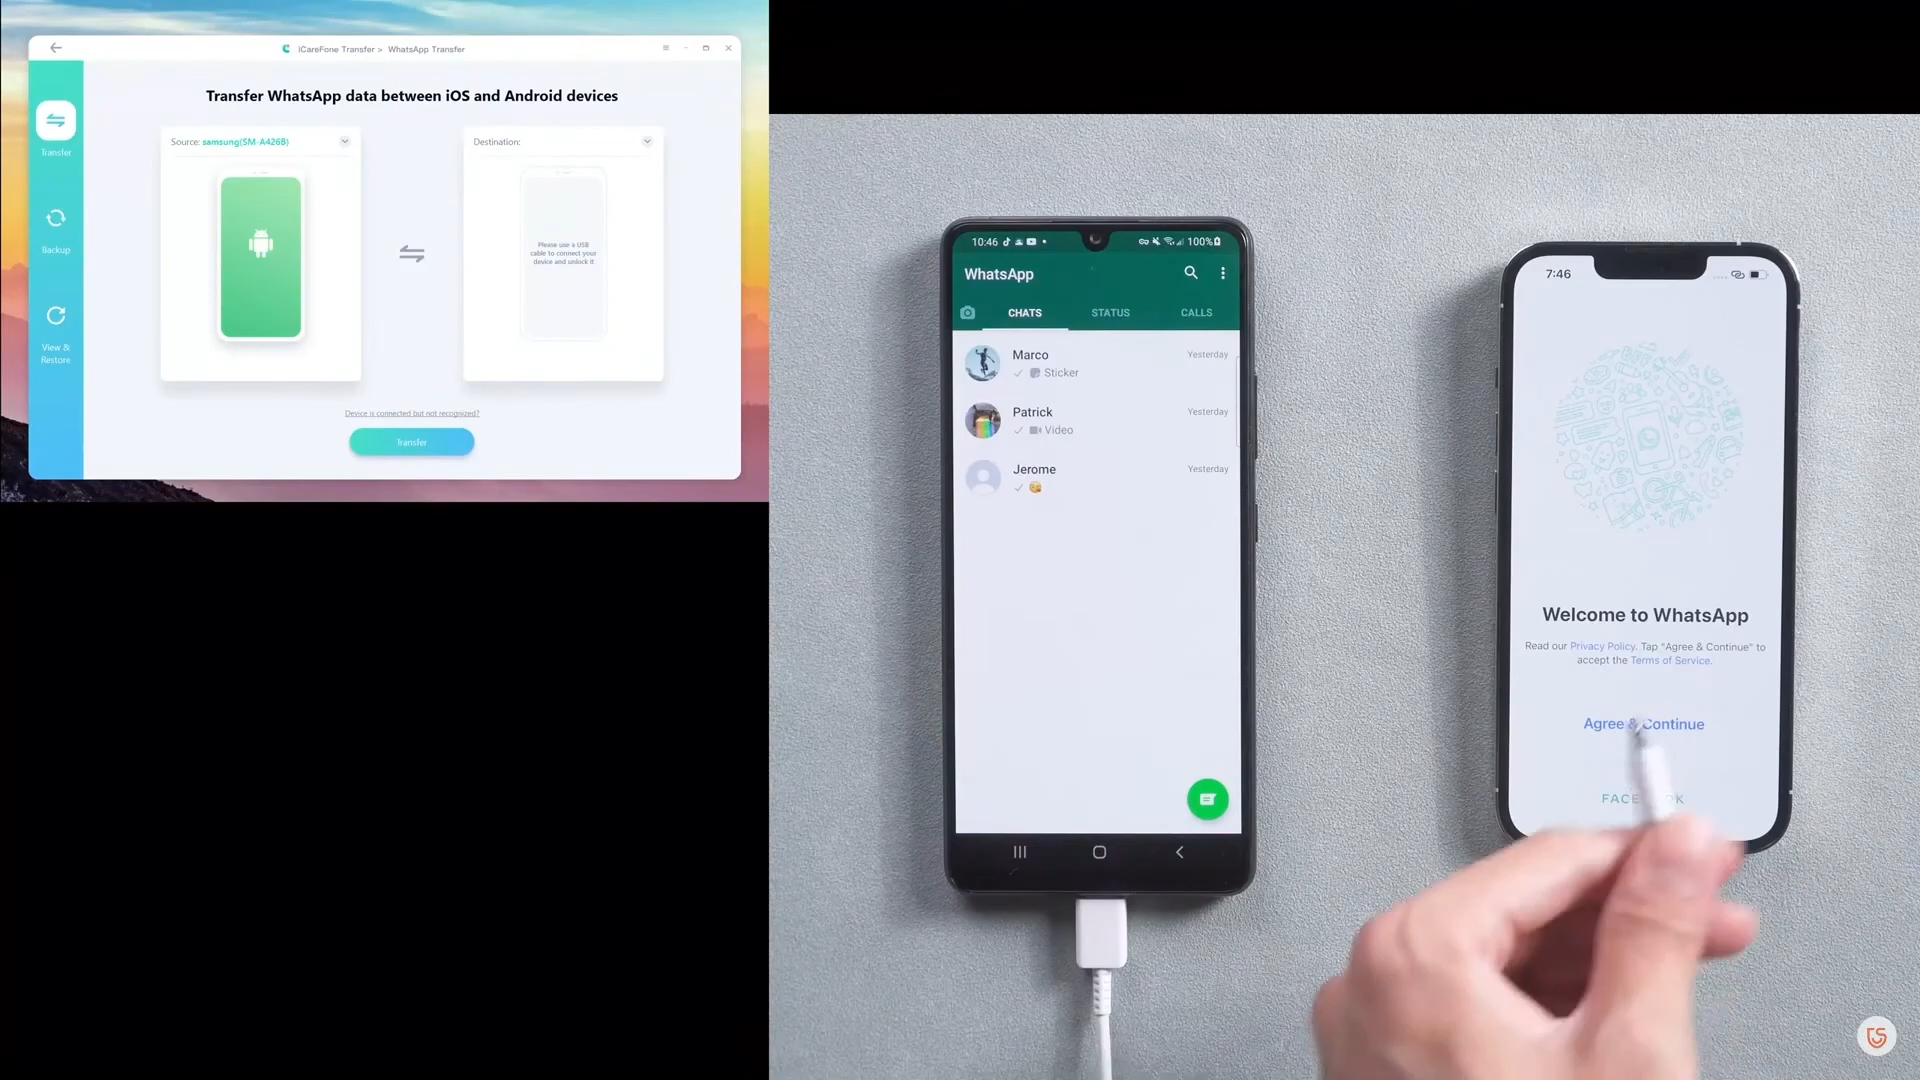 iCareFone Transfer > WhatsApp Transfer
Transfer WhatsApp data between iOS and Android devices
Source: samsung(SM-A426B)
Destination:
Please use a USB
cable to connect your
device and unlock it
Device is connected but not recognized?
Transfer
Transfer
Backup
View &
Restore
10:46
100%
WhatsApp
CHATS
STATUS
CALLS
Marco
Yesterday
Sticker
Patrick
Yesterday
Video
Jerome
Yesterday
7:46
Welcome to WhatsApp
Read our Privacy Policy. Tap "Agree & Continue" to
accept the Terms of Service.
Agree & Continue